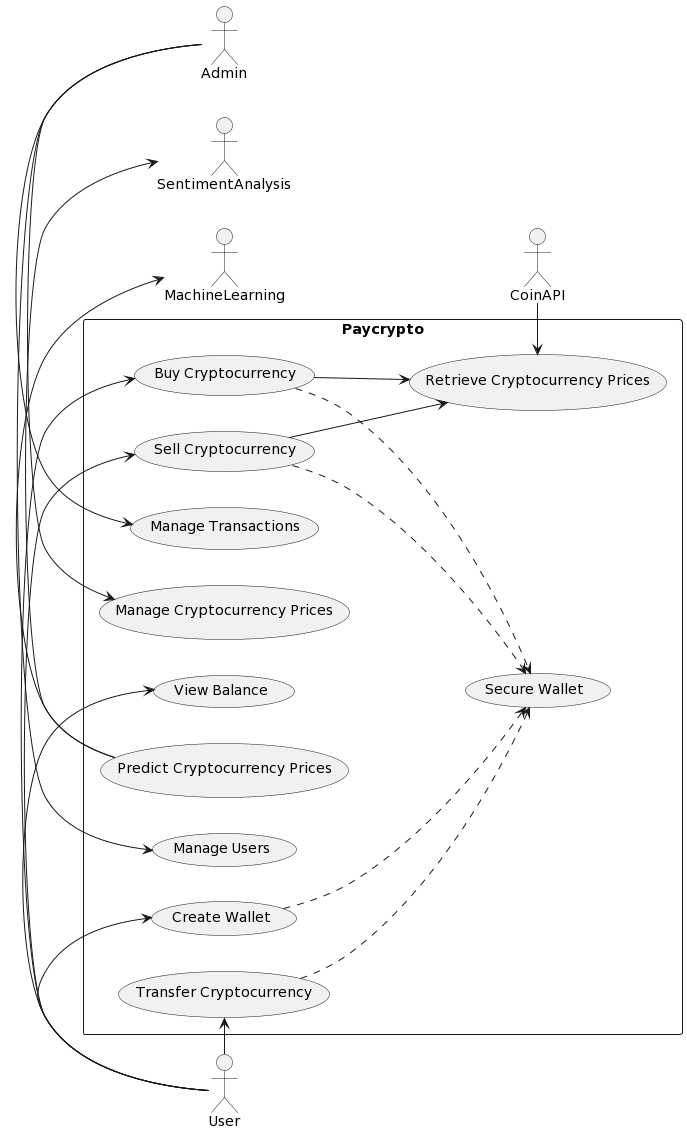 Admin
SentimentAnalysis
MachineLearning
CoinAPI
Paycrypto
Buy Cryptocurrency
Retrieve Cryptocurrency Prices
Sell Cryptocurrency
Manage Transactions
Manage Cryptocurrency Prices
View Balance
Secure Wallet
Predict Cryptocurrency Prices
Manage Users
Create Wallet
Transfer Cryptocurrency
User